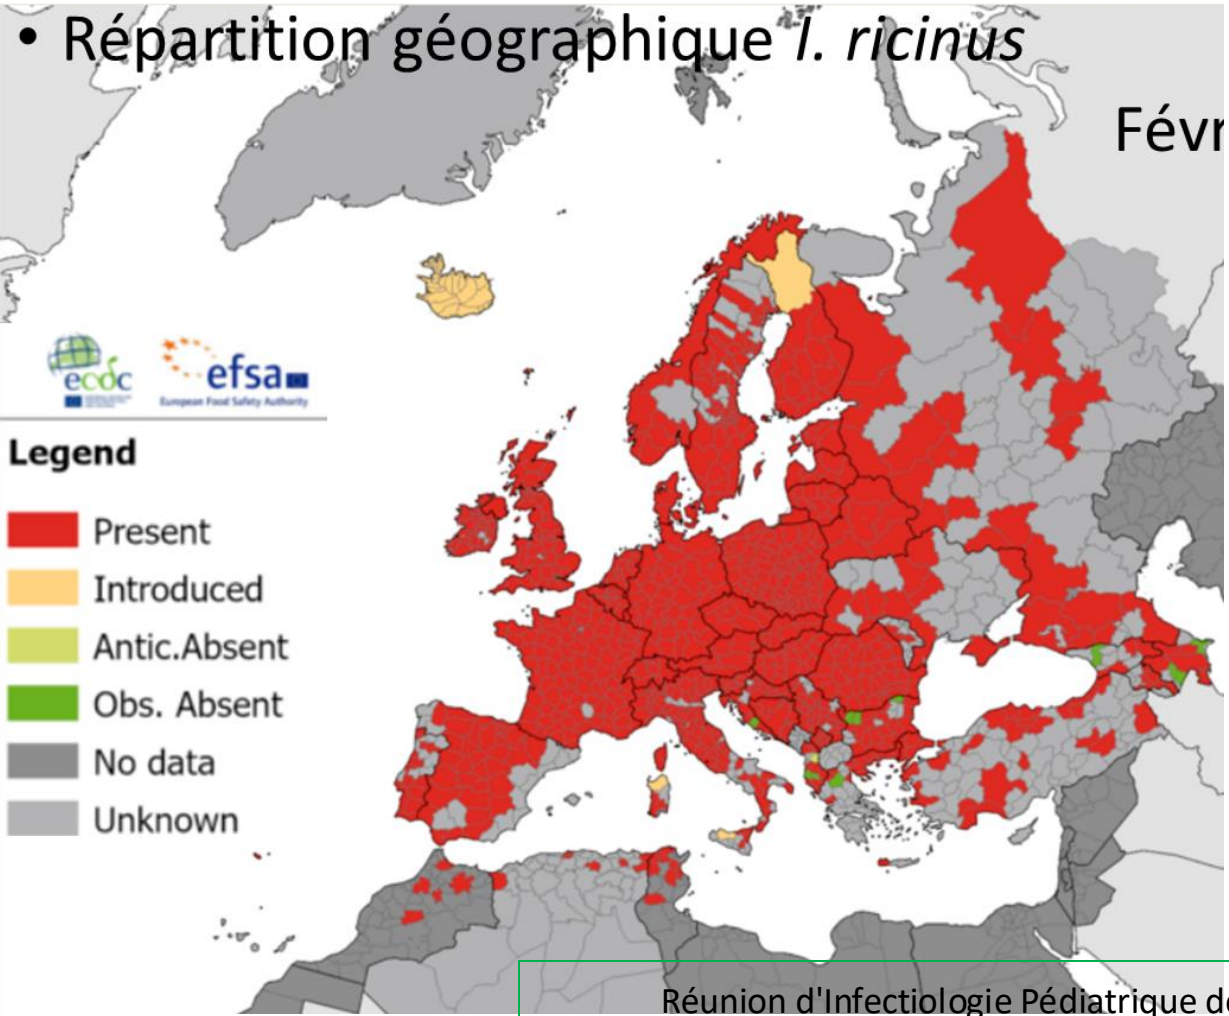 • Répartition géographique I. ricinus
Févr
ecdc
efsa
European Food Safety Authority
Legend
Present
Introduced
Antic.Absent
Obs. Absent
No data
Unknown
Réunion d'Infectiologie Pédiatrique de